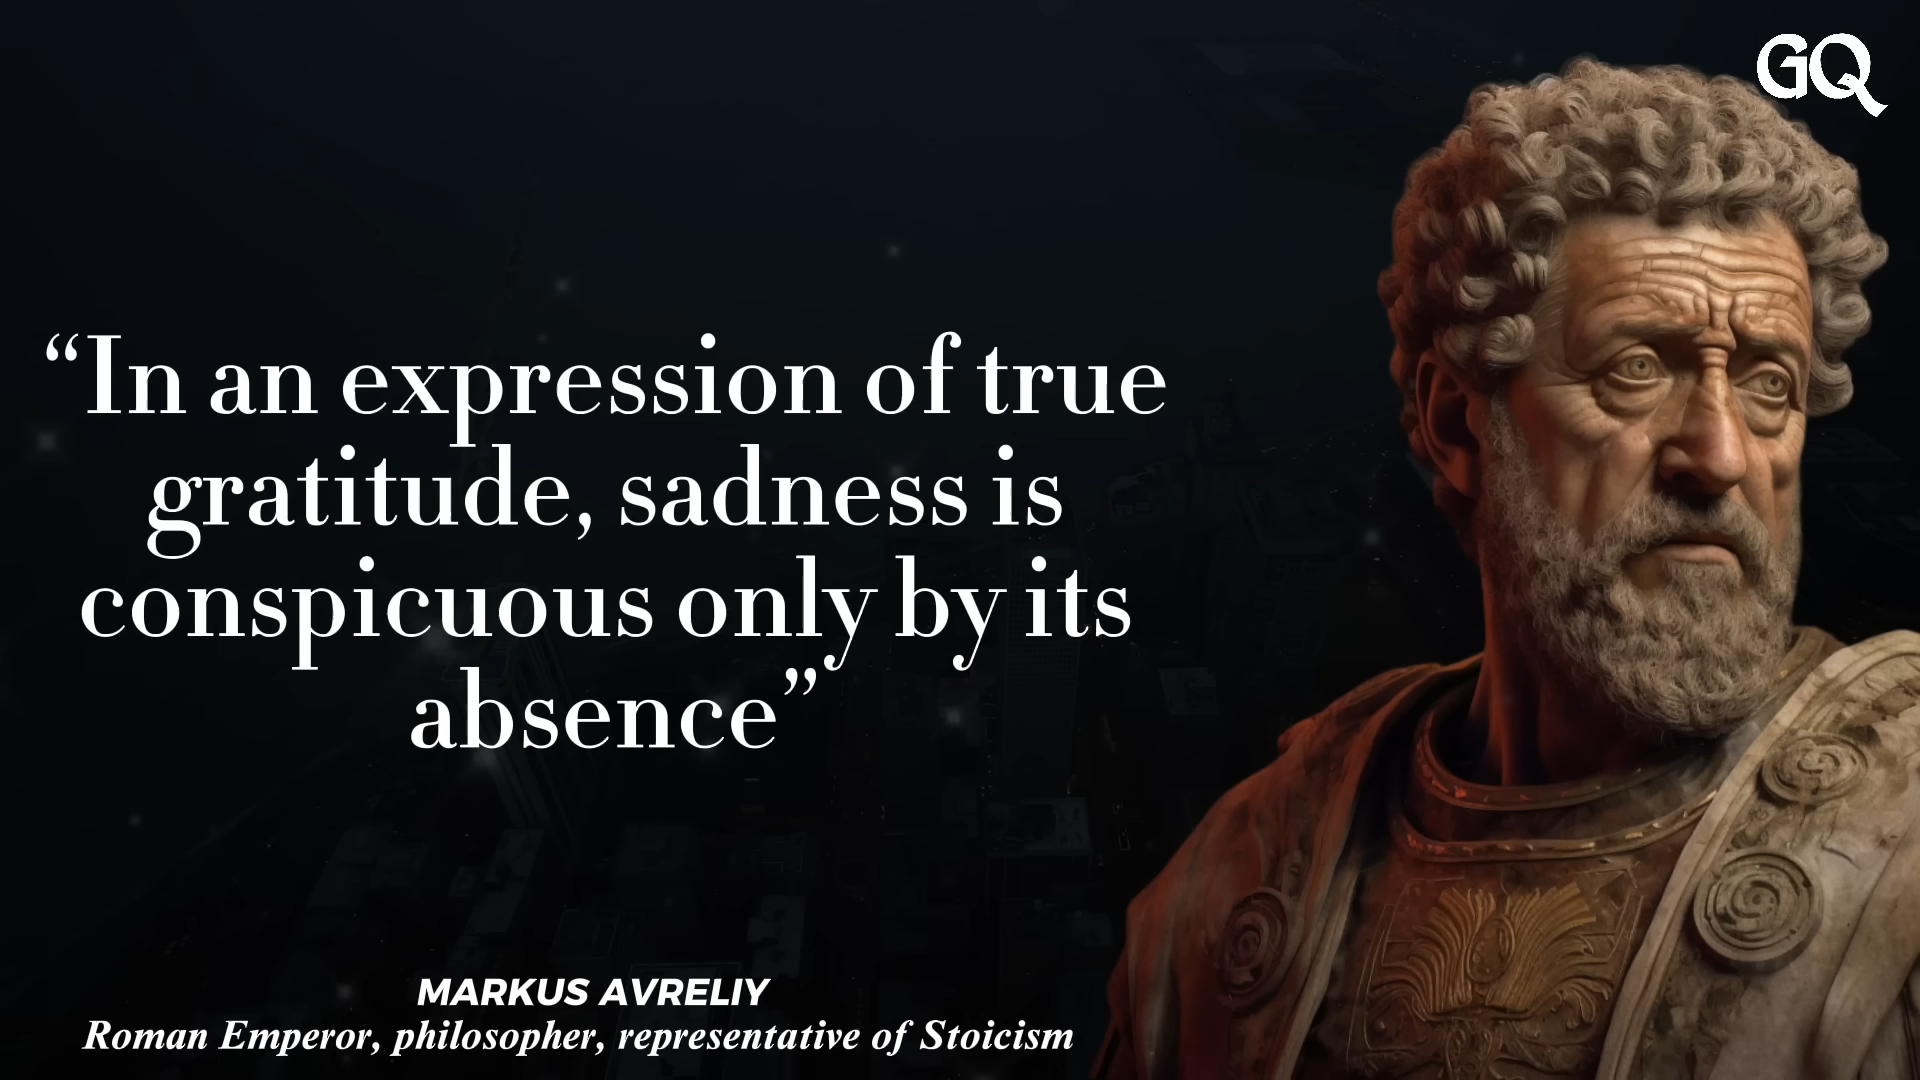 GQ
“In an expression of true
gratitude, sadness is
conspicuous only by its
absence”
MARKUS AVRELIY
Roman Emperor, philosopher, representative of Stoicism